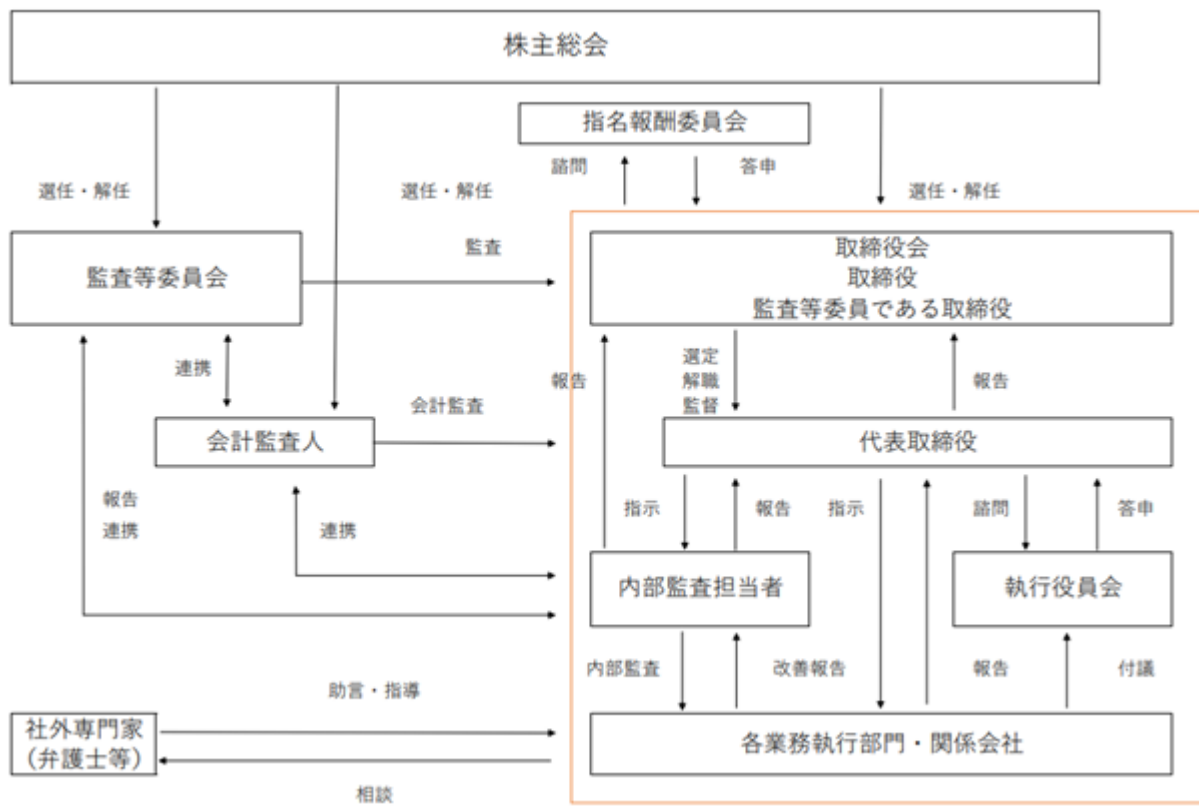 株主総会
指名報酬委員会
諮問
答申
選任・解任
選任・解任
選任・解任
監査等委員会
監査
取締役会
取締役
監査等委員である取締役
連携
選定
解職
監督
報告
報告
会計監査
会計監査人
代表取締役
報告
連携
連携
指示
報告
指示
諮問
答申
内部監査担当者
執行役員会
内部監査
改善報告
報告
付議
助言・指導
社外専門家
(弁護士等)
各業務執行部門・関係会社
相談